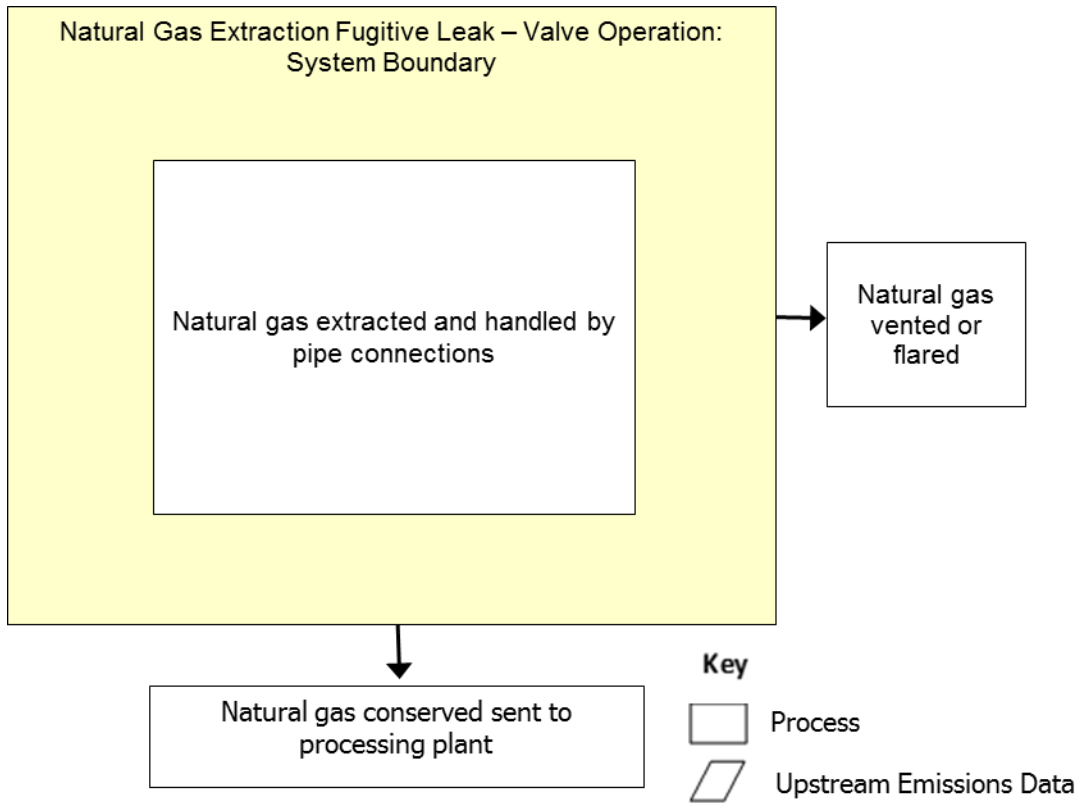 Natural Gas Extraction Fugitive Leak – Valve Operation:
System Boundary
Natural gas extracted and handled by
pipe connections
Natural gas
vented or
flared
Natural gas conserved sent to
processing plant
Key
Process
Upstream Emissions Data